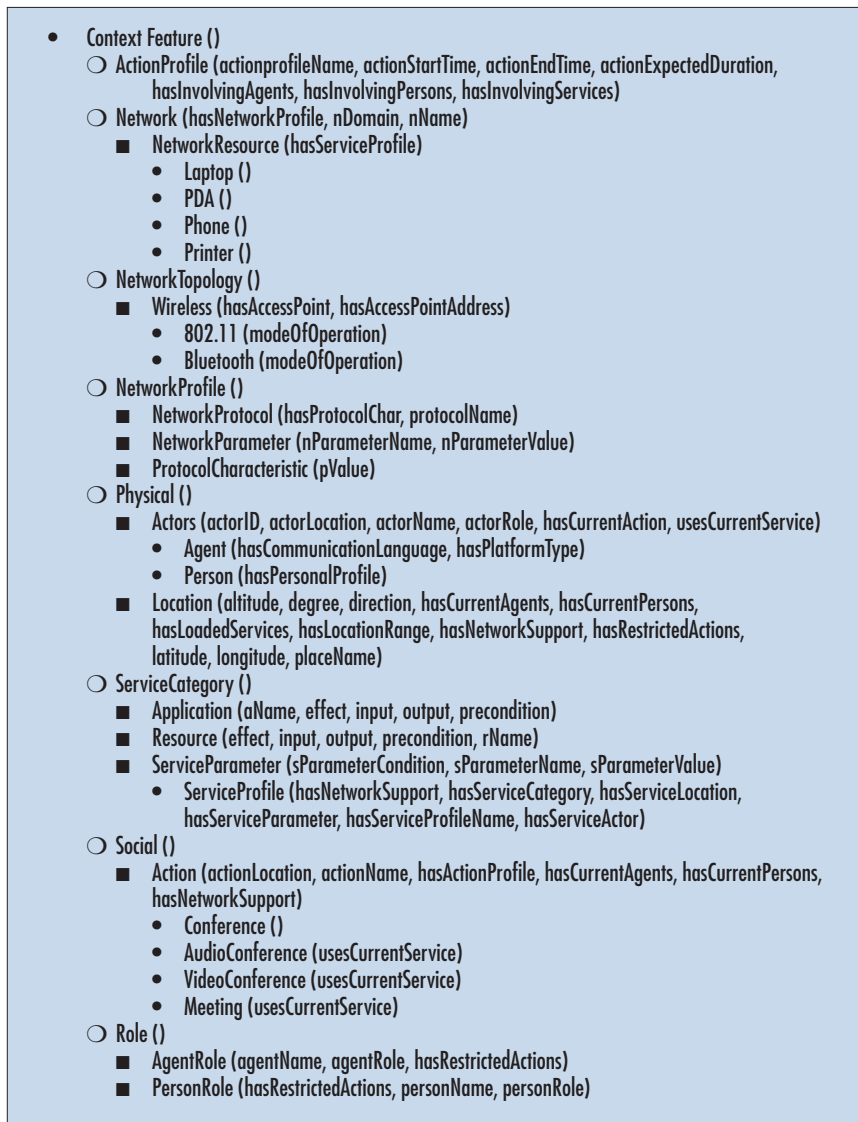 • Context Feature ()
❍ ActionProfile (actionprofileName, actionStartTime, actionEndTime, actionExpectedDuration,
hasInvolvingAgents, hasInvolvingPersons, hasInvolvingServices)
❍ Network (hasNetworkProfile, nDomain, nName)
■ NetworkResource (hasServiceProfile)
• Laptop ()
• PDA ()
• Phone ()
• Printer ()
❍ NetworkTopology ()
■ Wireless (hasAccessPoint, hasAccessPointAddress)
• 802.11 (modeOfOperation)
• Bluetooth (modeOfOperation)
❍ NetworkProfile ()
■ NetworkProtocol (hasProtocolChar, protocolName)
■ NetworkParameter (nParameterName, nParameterValue)
■ ProtocolCharacteristic (pValue)
❍ Physical ()
■ Actors (actorID, actorLocation, actorName, actorRole, hasCurrentAction, usesCurrentService)
• Agent (hasCommunicationLanguage, hasPlatformType)
• Person (hasPersonalProfile)
■ Location (altitude, degree, direction, hasCurrentAgents, hasCurrentPersons,
hasLoadedServices, hasLocationRange, hasNetworkSupport, hasRestrictedActions,
latitude, longitude, placeName)
❍ ServiceCategory ()
■ Application (aName, effect, input, output, precondition)
■ Resource (effect, input, output, precondition, rName)
■ ServiceParameter (sParameterCondition, sParameterName, sParameterValue)
• ServiceProfile (hasNetworkSupport, hasServiceCategory, hasServiceLocation,
hasServiceParameter, hasServiceProfileName, hasServiceActor)
❍ Social ()
■ Action (actionLocation, actionName, hasActionProfile, hasCurrentAgents, hasCurrentPersons,
hasNetworkSupport)
• Conference ()
• AudioConference (usesCurrentService)
• VideoConference (usesCurrentService)
• Meeting (usesCurrentService)
❍ Role ()
■ AgentRole (agentName, agentRole, hasRestrictedActions)
■ PersonRole (hasRestrictedActions, personName, personRole)